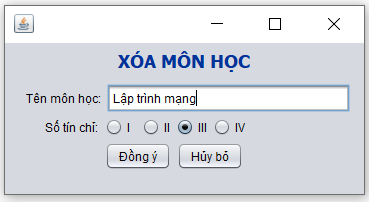 XÓA MÔN HỌC
Tên môn học: Lập trình mạng
Số tín chỉ: I II III IV
Đồng ý Hủy bỏ